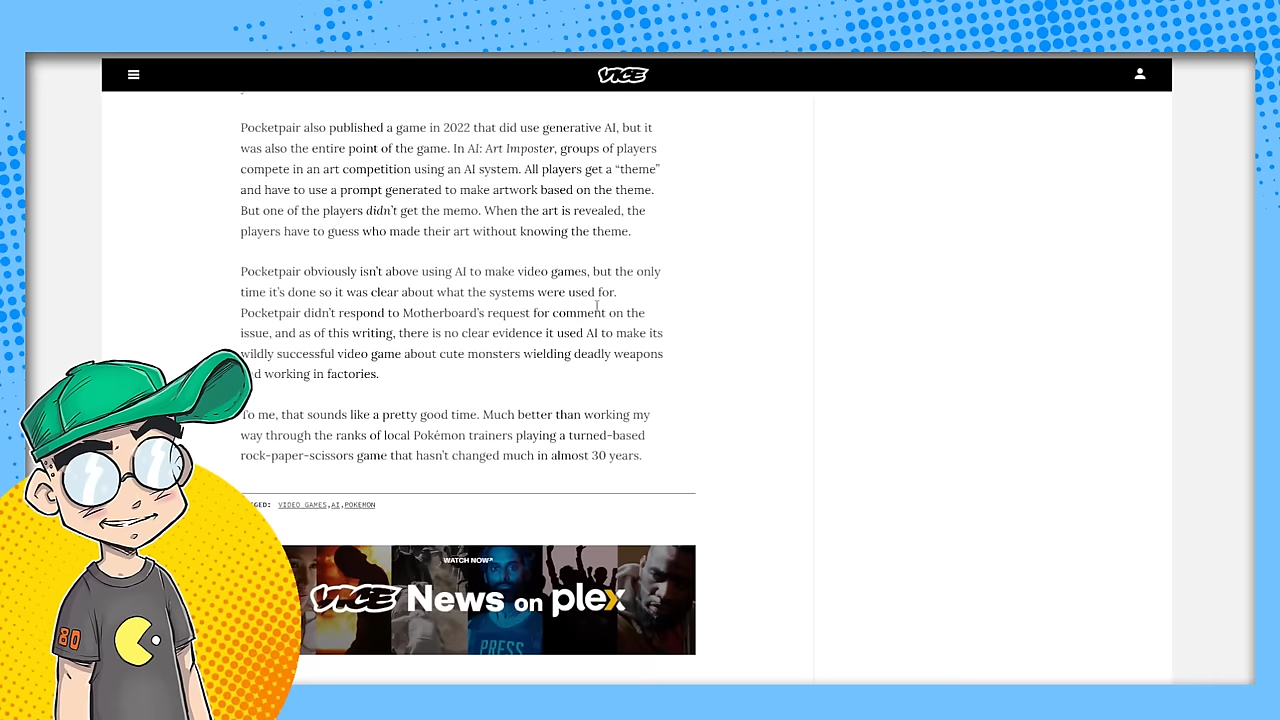 VICE
Pocketpair also published a game in 2022 that did use generative AI, but it
was also the entire point of the game. In AI: Art Imposter, groups of players
compete in an art competition using an AI system. All players get a “theme”
and have to use a prompt generated to make artwork based on the theme.
But one of the players didn’t get the memo. When the art is revealed, the
players have to guess who made their art without knowing the theme.
Pocketpair obviously isn’t above using AI to make video games, but the only
time it’s done so it was clear about what the systems were used for.
Pocketpair didn’t respond to Motherboard’s request for comment on the
issue, and as of this writing, there is no clear evidence it used AI to make its
wildly successful video game about cute monsters wielding deadly weapons
d working in factories.
To me, that sounds like a pretty good time. Much better than working my
way through the ranks of local Pokémon trainers playing a turned-based
rock-paper-scissors game that hasn’t changed much in almost 30 years.
GED: VIDEO GAMES, AI, POKEMON
WATCH NOW
VICE News on plex
PRESS
80